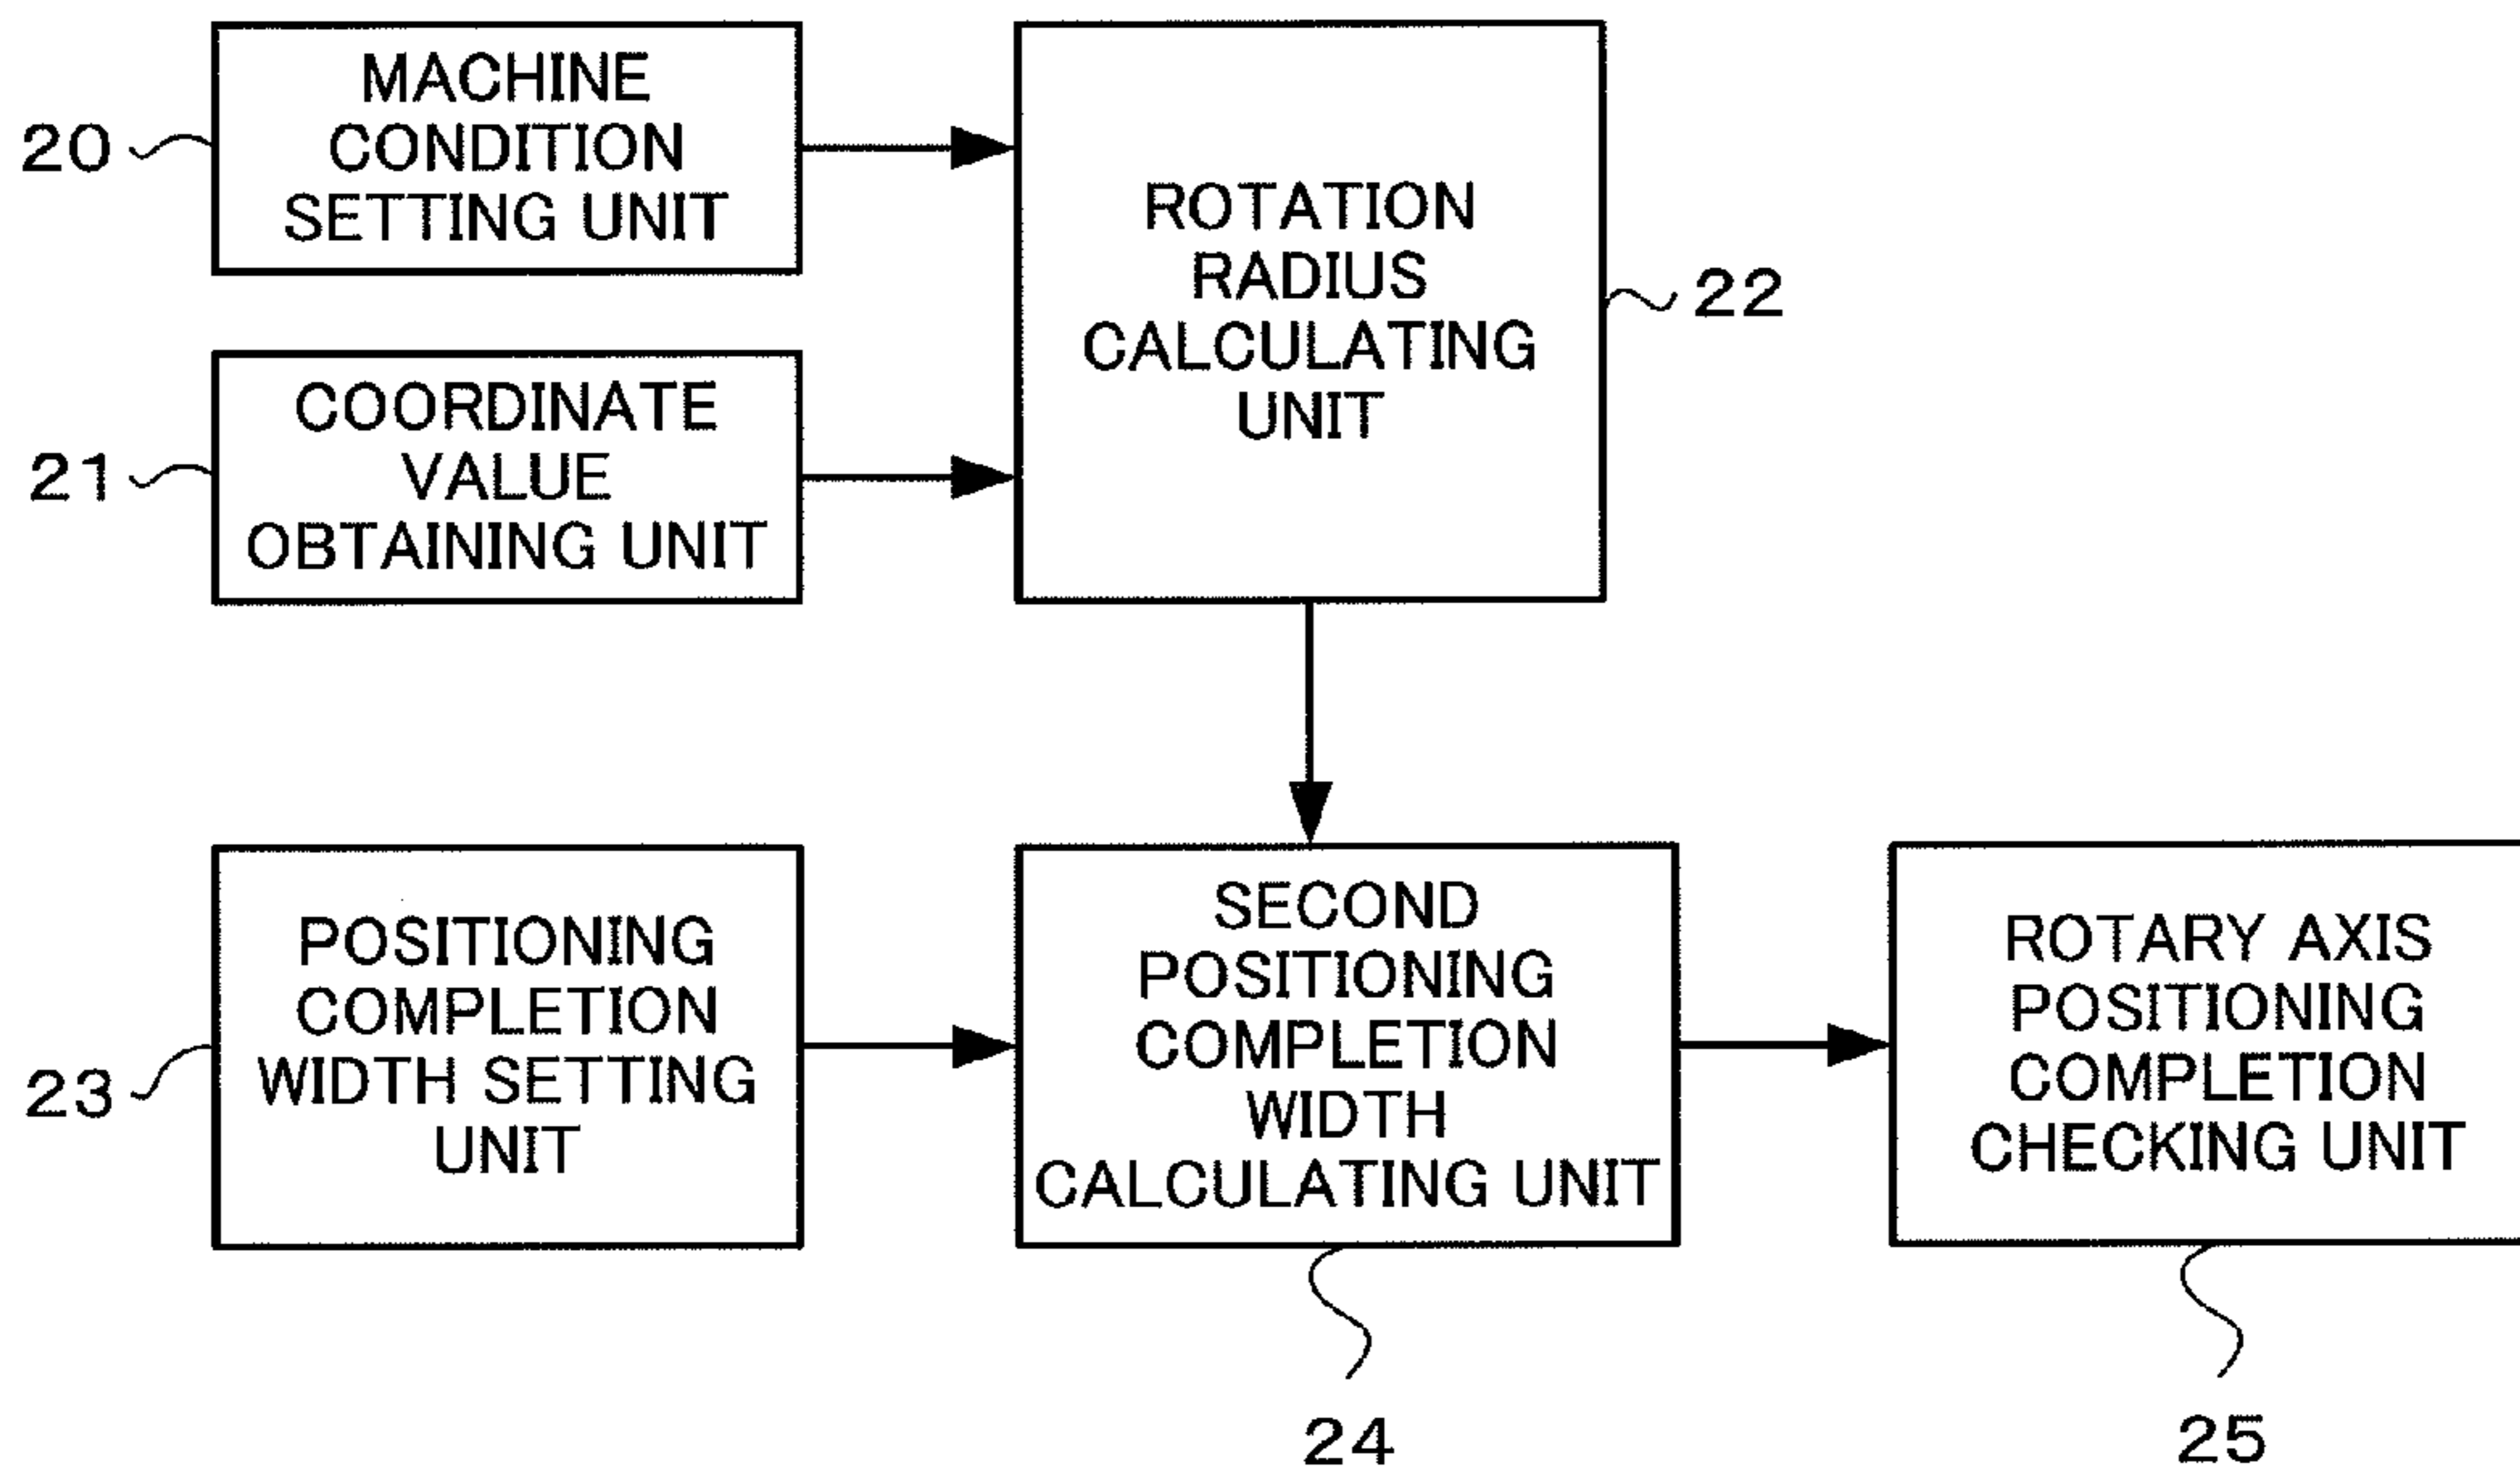 MACHINE
CONDITION
SETTING UNIT
20
COORDINATE
VALUE
OBTAINING UNIT
21
ROTATION
RADIUS
CALCULATING
UNIT
22
POSITIONING
COMPLETION
WIDTH SETTING
UNIT
23
SECOND
POSITIONING
COMPLETION
WIDTH
CALCULATING UNIT
24
ROTARY AXIS
POSITIONING
COMPLETION
CHECKING UNIT
25